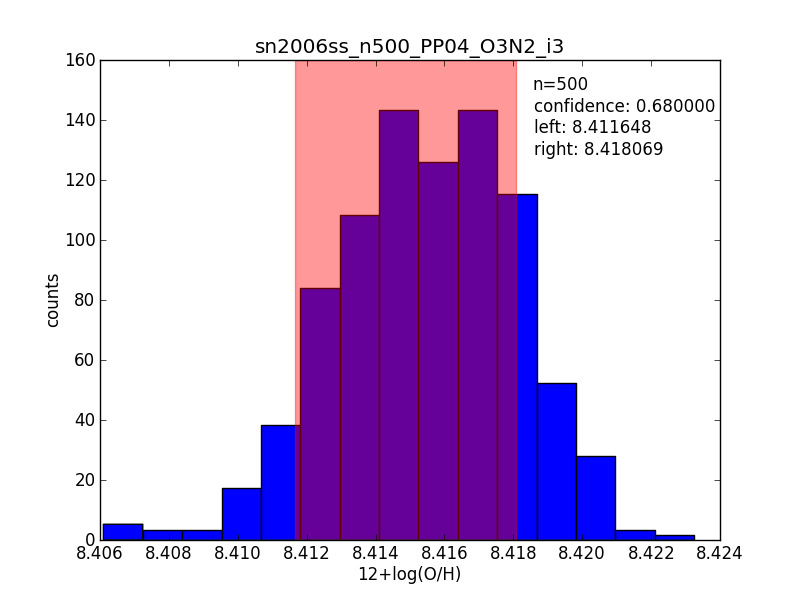 sn2006ss_n500_PP04_O3N2_i3
n=500
confidence: 0.680000
left: 8.411648
right: 8.418069
160
140
120
100
80
60
40
20
0
counts
8.406 8.408 8.410 8.412 8.414 8.416 8.418 8.420 8.422 8.424
12+log(O/H)